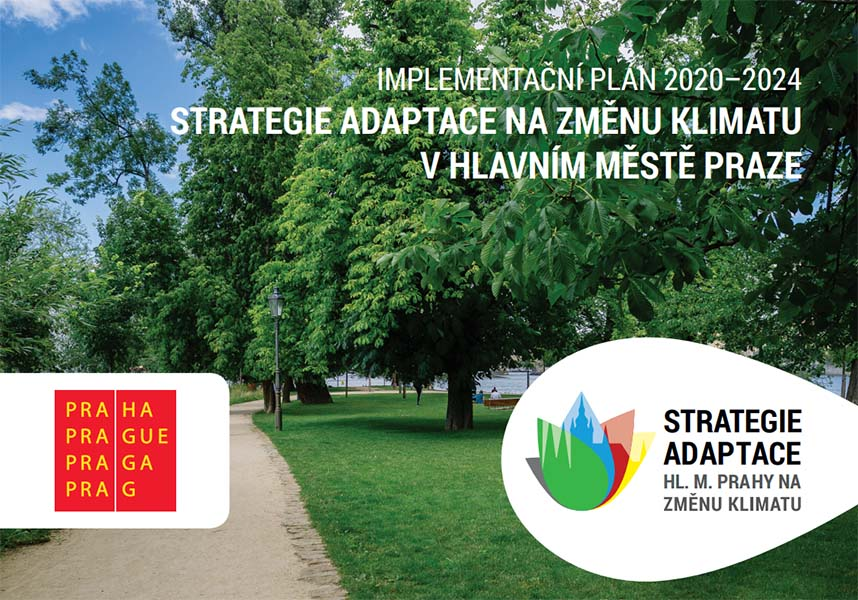 IMPLEMENTAČNÍ PLÁN 2020–2024
STRATEGIE ADAPTACE NA ZMĚNU KLIMATU
V HLAVNÍM MĚSTĚ PRAZE
PRA HA
PRA GUE
PRA GA
PRA G
STRATEGIE
ADAPTACE
HL. M. PRAHY NA
ZMĚNU KLIMATU